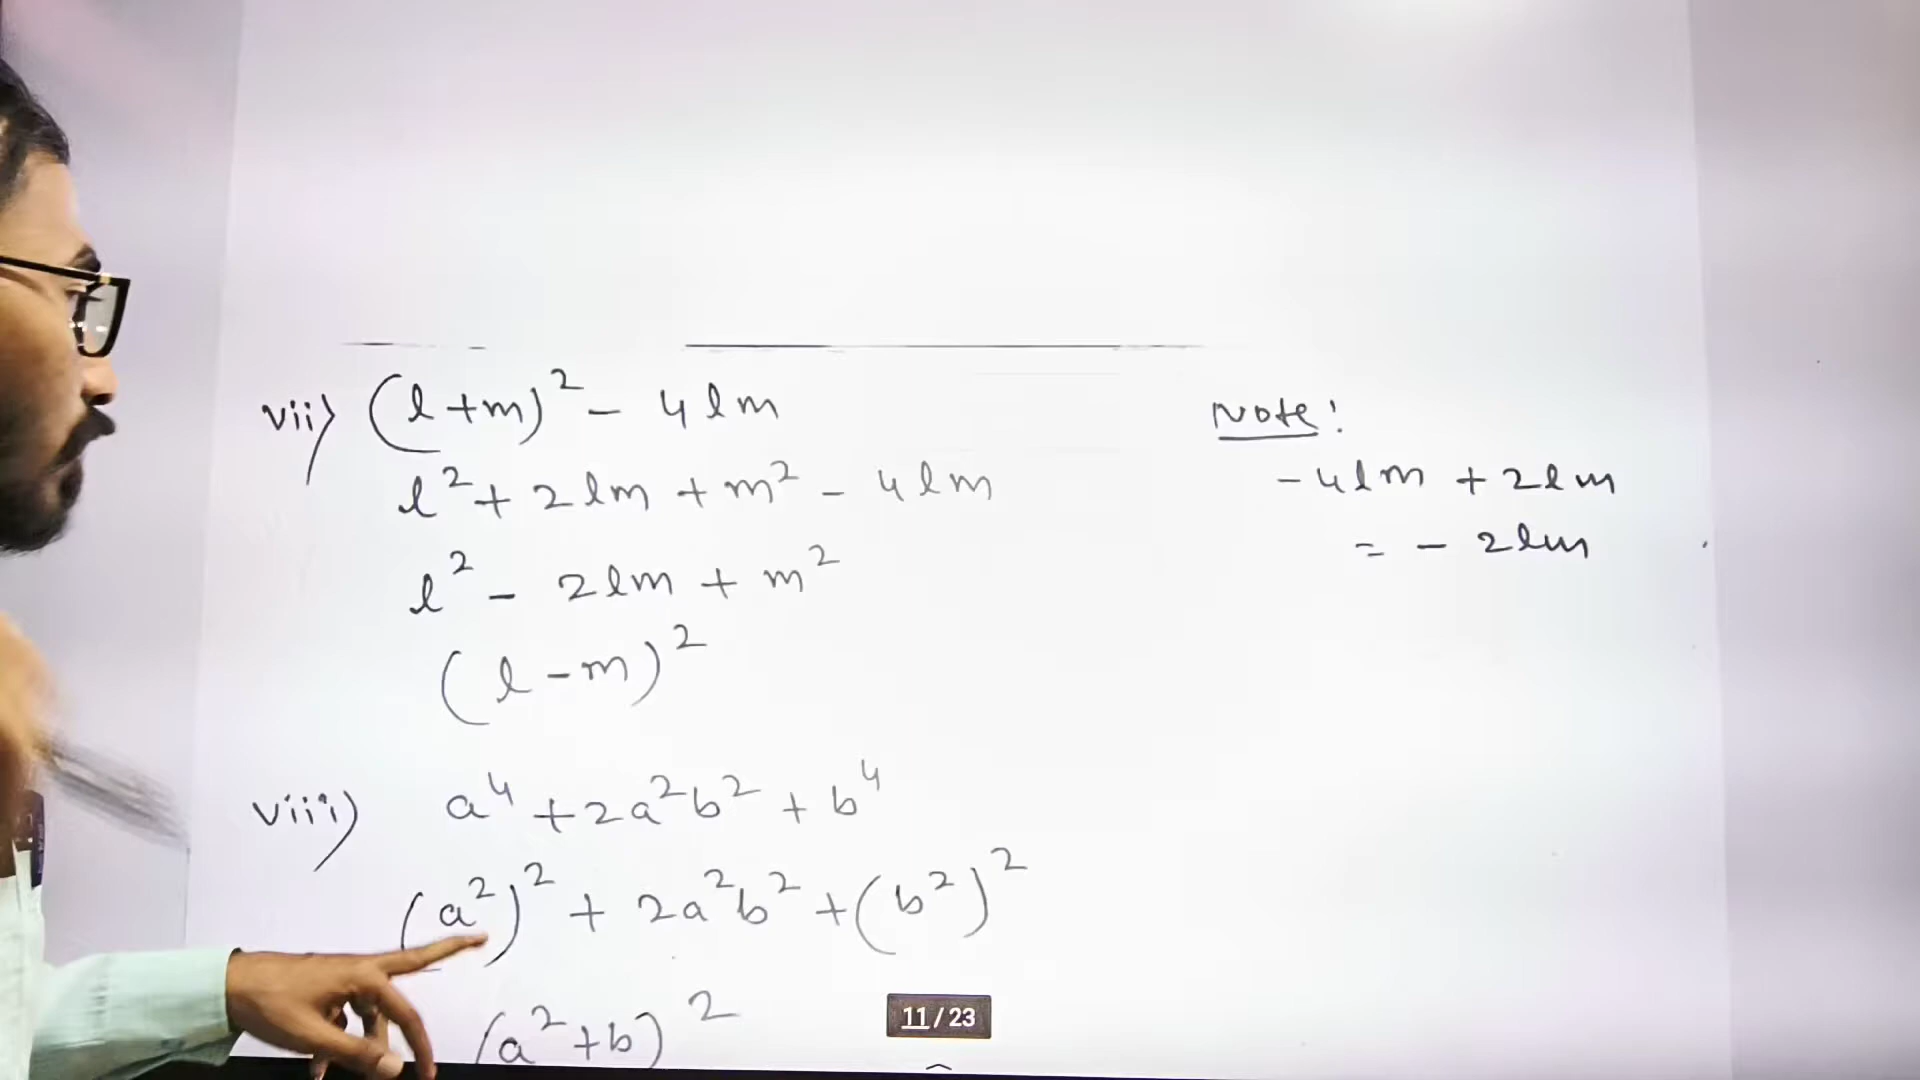 vii) (l+m)² - 4lm
l² + 2lm + m² - 4lm
l² - 2lm + m²
(l-m)²
Note!
-4lm + 2lm
= - 2lm
viii) a⁴ + 2a²b² + b⁴
(a²)² + 2a²b² + (b²)²
(a²+b)²
11 / 23